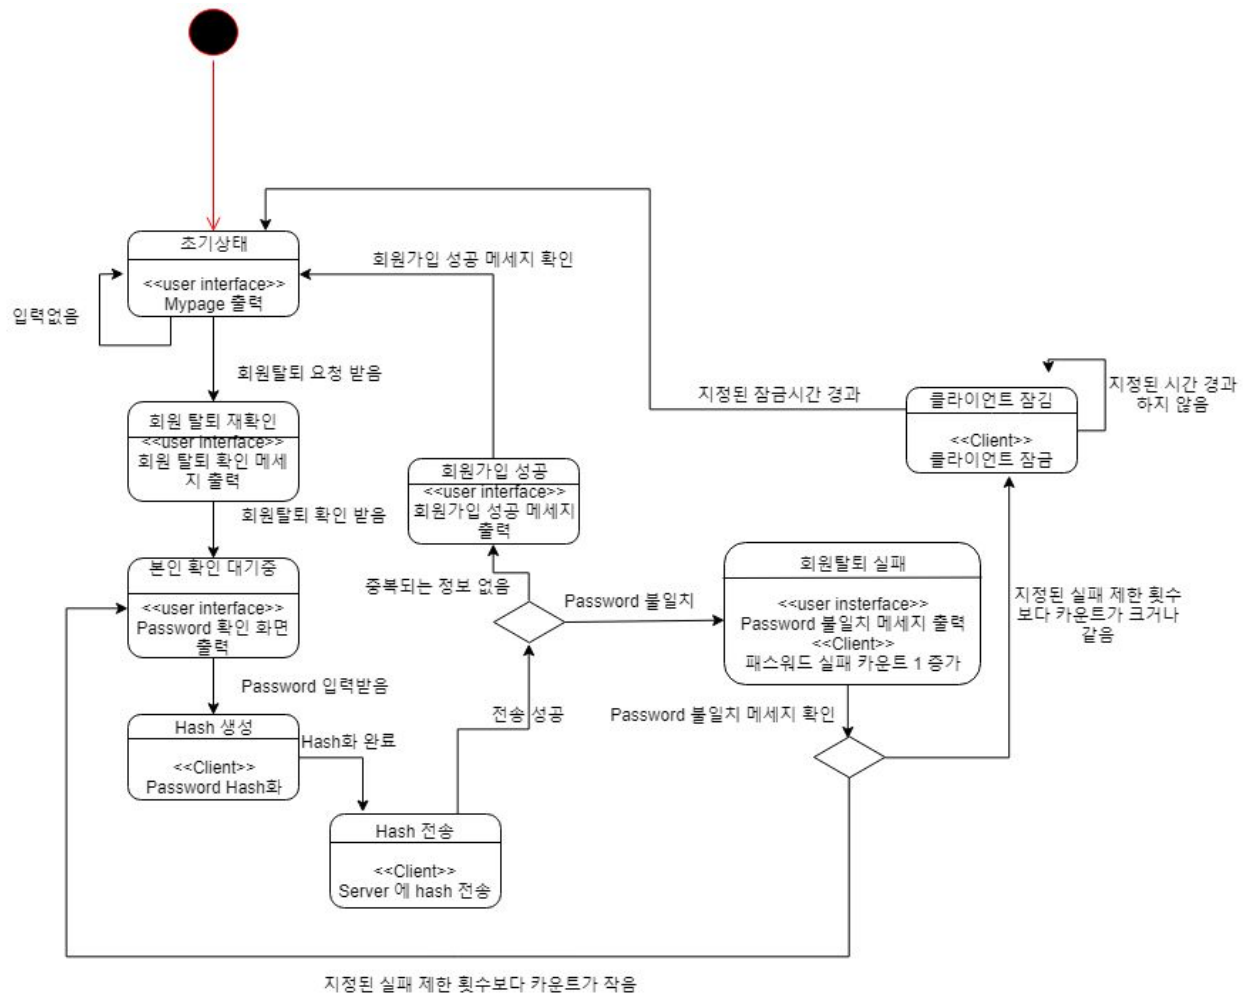 초기상태
<<user interface>>
Mypage 출력
입력없음
회원가입 성공 메세지 확인
회원탈퇴 요청 받음
지정된 잠금시간 경과
클라이언트 잠김
<<Client>>
클라이언트 잠금
지정된 시간 경과
하지 않음
회원 탈퇴 재확인
<<user interface>>
회원 탈퇴 확인 메세
지 출력
회원탈퇴 확인 받음
회원가입 성공
<<user interface>>
회원가입 성공 메세지
출력
본인 확인 대기중
<<user interface>>
Password 확인 화면
출력
중복되는 정보 없음
Password 불일치
회원탈퇴 실패
<<user insterface>>
Password 불일치 메세지 출력
<<Client>>
패스워드 실패 카운트 1 증가
지정된 실패 제한 횟수
보다 카운트가 크거나
같음
Password 입력받음
Hash 생성
<<Client>>
Password Hash화
Hash화 완료
전송 성공
Password 불일치 메세지 확인
Hash 전송
<<Client>>
Server 에 hash 전송
지정된 실패 제한 횟수보다 카운트가 작음